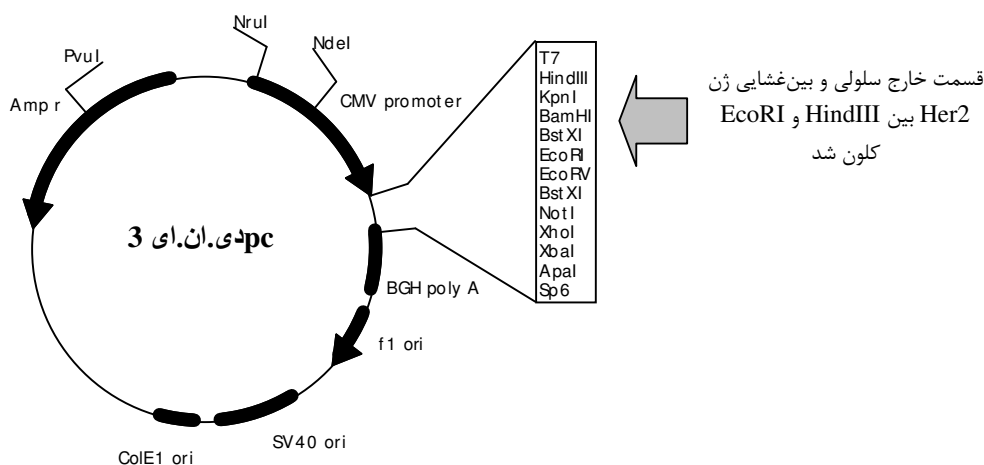 NruI
NdeI
PvuI
Amp r
CMV promoter
T7
HindIII
KpnI
BamHI
BstXI
EcoRI
EcoRV
BstXI
NotI
XhoI
XbaI
ApaI
Sp6
قسمت خارج سلولی و بین‌غشایی ژن
Her2 بین HindIII و EcoRI
کلون شد
pcدی.ان.ای 3
BGH poly A
f1 ori
SV40 ori
ColE1 ori